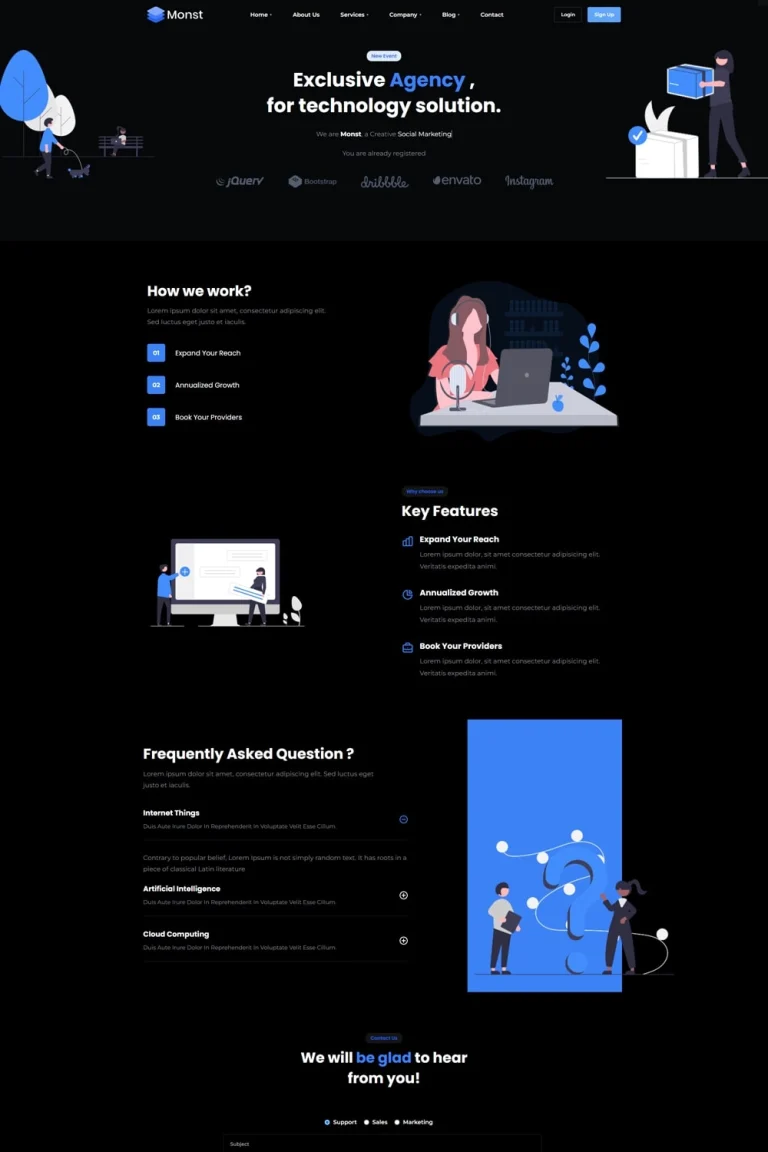 Monst
Home
About Us
Services
Company
Blog
Contact
Login
Sign Up
New Event
Exclusive Agency ,
for technology solution.
We are Monst, a Creative Social Marketing
You are already registered
jQuery
Bootstrap
dribbble
envato
Instagram
How we work?
Lorem ipsum dolor sit amet, consectetur adipiscing elit.
Sed luctus eget justo et iaculis.
01 Expand Your Reach
02 Annualized Growth
03 Book Your Providers
Why choose us
Key Features
Expand Your Reach
Lorem ipsum dolor, sit amet consectetur adipisicing elit.
Veritatis expedita animi.
Annualized Growth
Lorem ipsum dolor, sit amet consectetur adipisicing elit.
Veritatis expedita animi.
Book Your Providers
Lorem ipsum dolor, sit amet consectetur adipisicing elit.
Veritatis expedita animi.
Frequently Asked Question ?
Lorem ipsum dolor sit amet, consectetur adipiscing elit. Sed luctus eget
justo et iaculis.
Internet Things
Duis Aute Irure Dolor In Reprehenderit In Voluptate Velit Esse Cillum.
Contrary to popular belief, Lorem Ipsum is not simply random text. It has roots in a
piece of classical Latin literature
Artificial Intelligence
Duis Aute Irure Dolor In Reprehenderit In Voluptate Velit Esse Cillum.
Cloud Computing
Duis Aute Irure Dolor In Reprehenderit In Voluptate Velit Esse Cillum.
Contact Us
We will be glad to hear
from you!
Support
Sales
Marketing
Subject